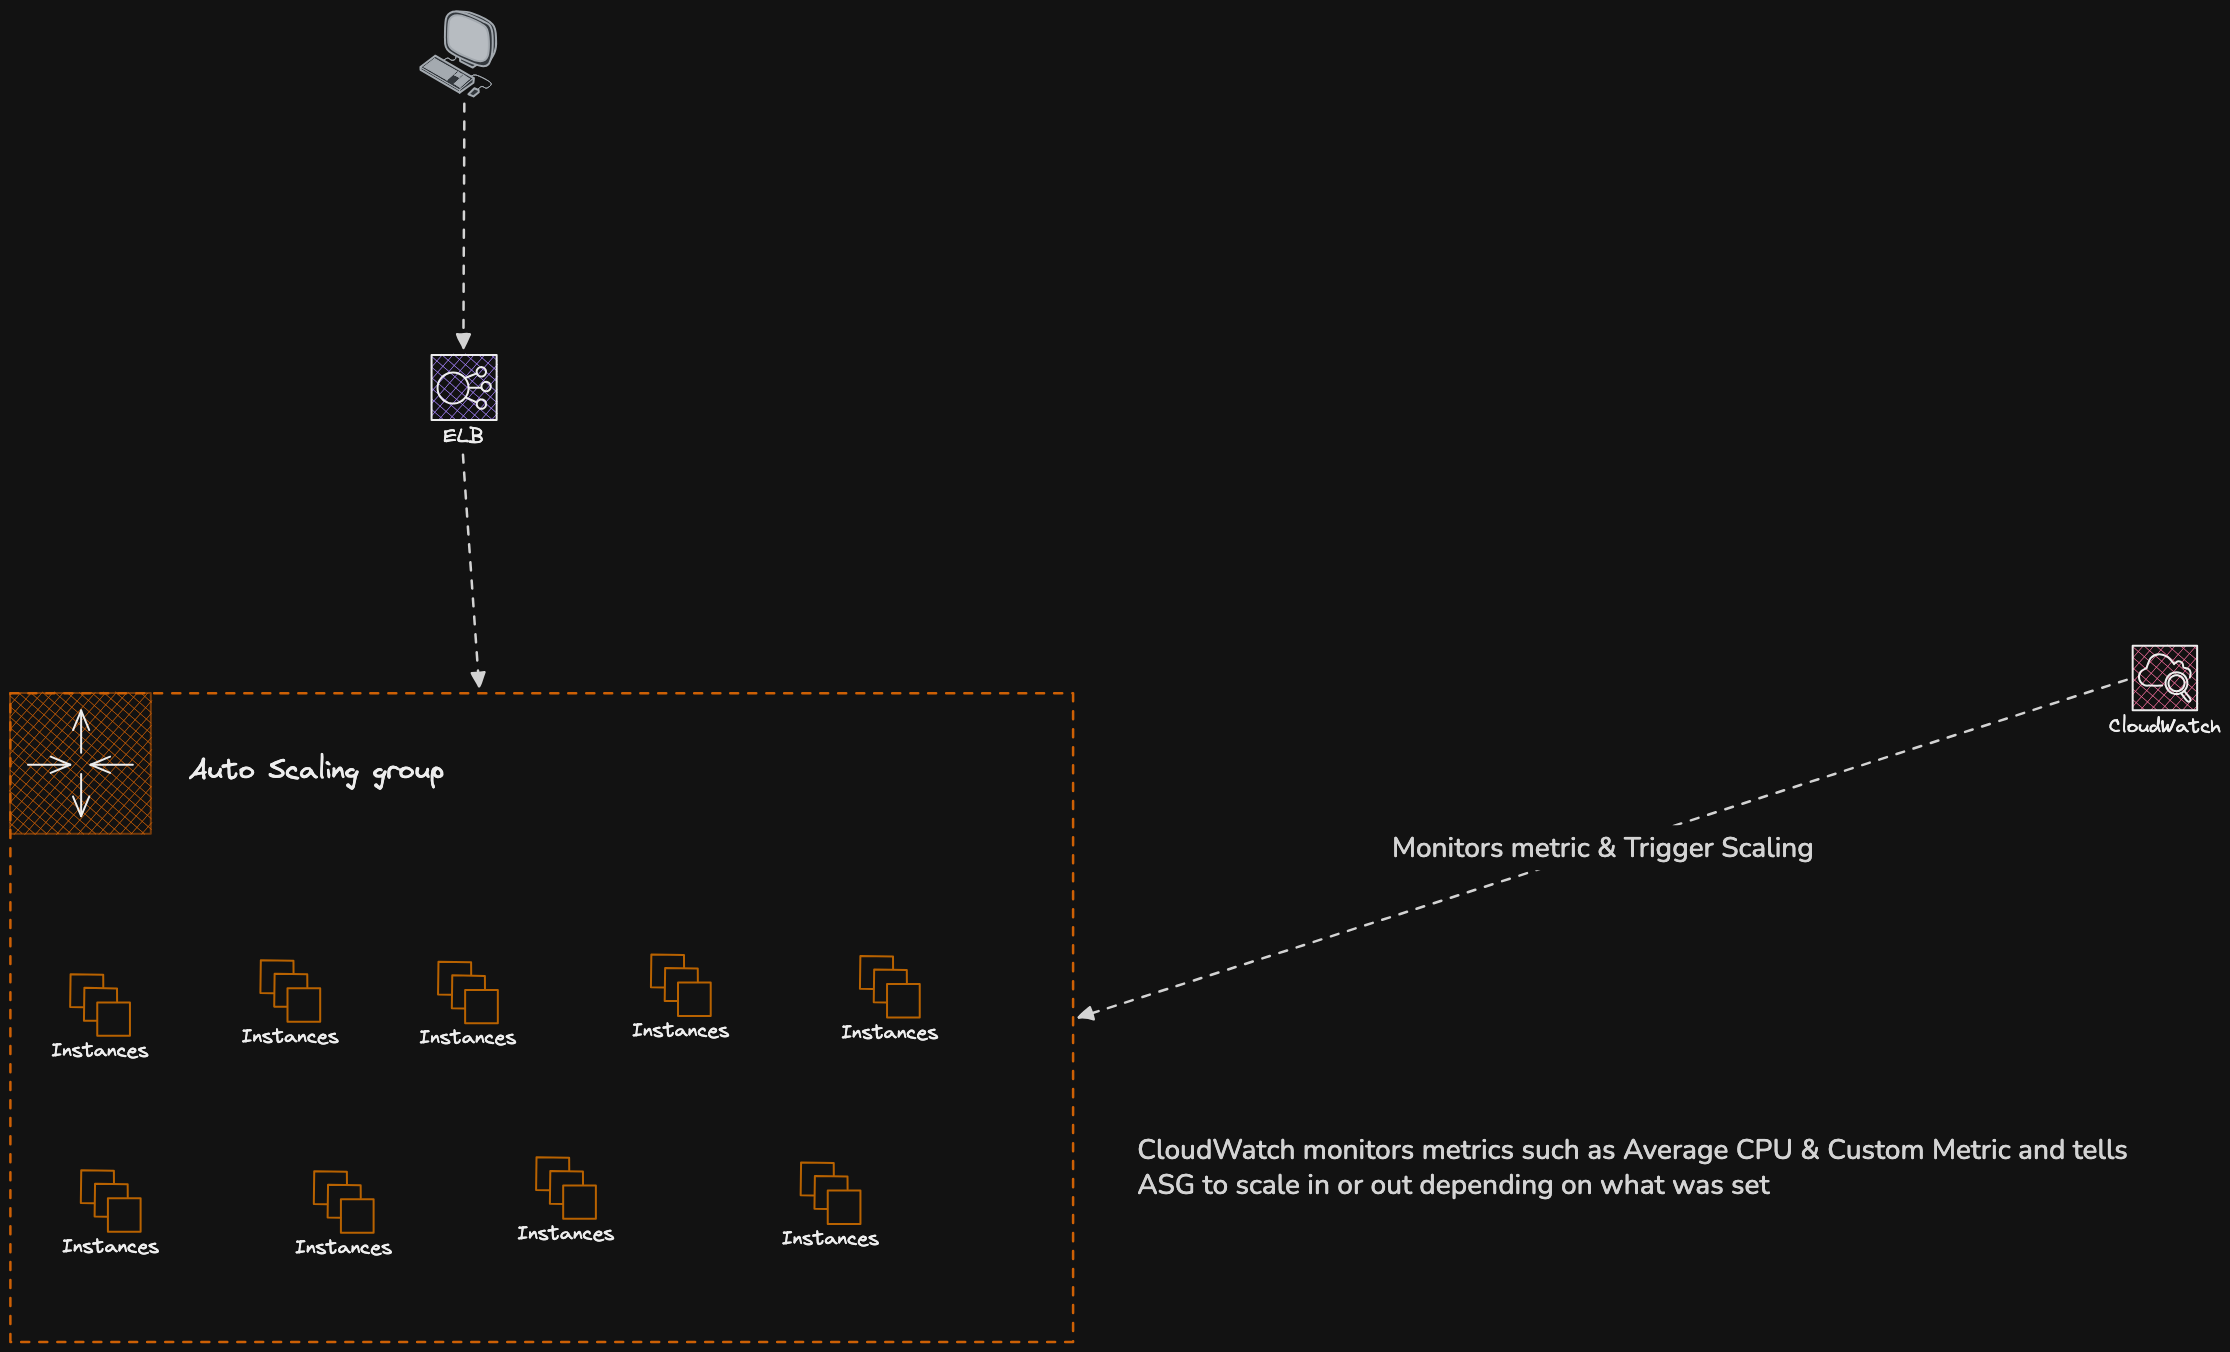 ELB
CloudWatch
Auto Scaling group
Monitors metric & Trigger Scaling
Instances
Instances
Instances
Instances
Instances
CloudWatch monitors metrics such as Average CPU & Custom Metric and tells
ASG to scale in or out depending on what was set
Instances
Instances
Instances
Instances